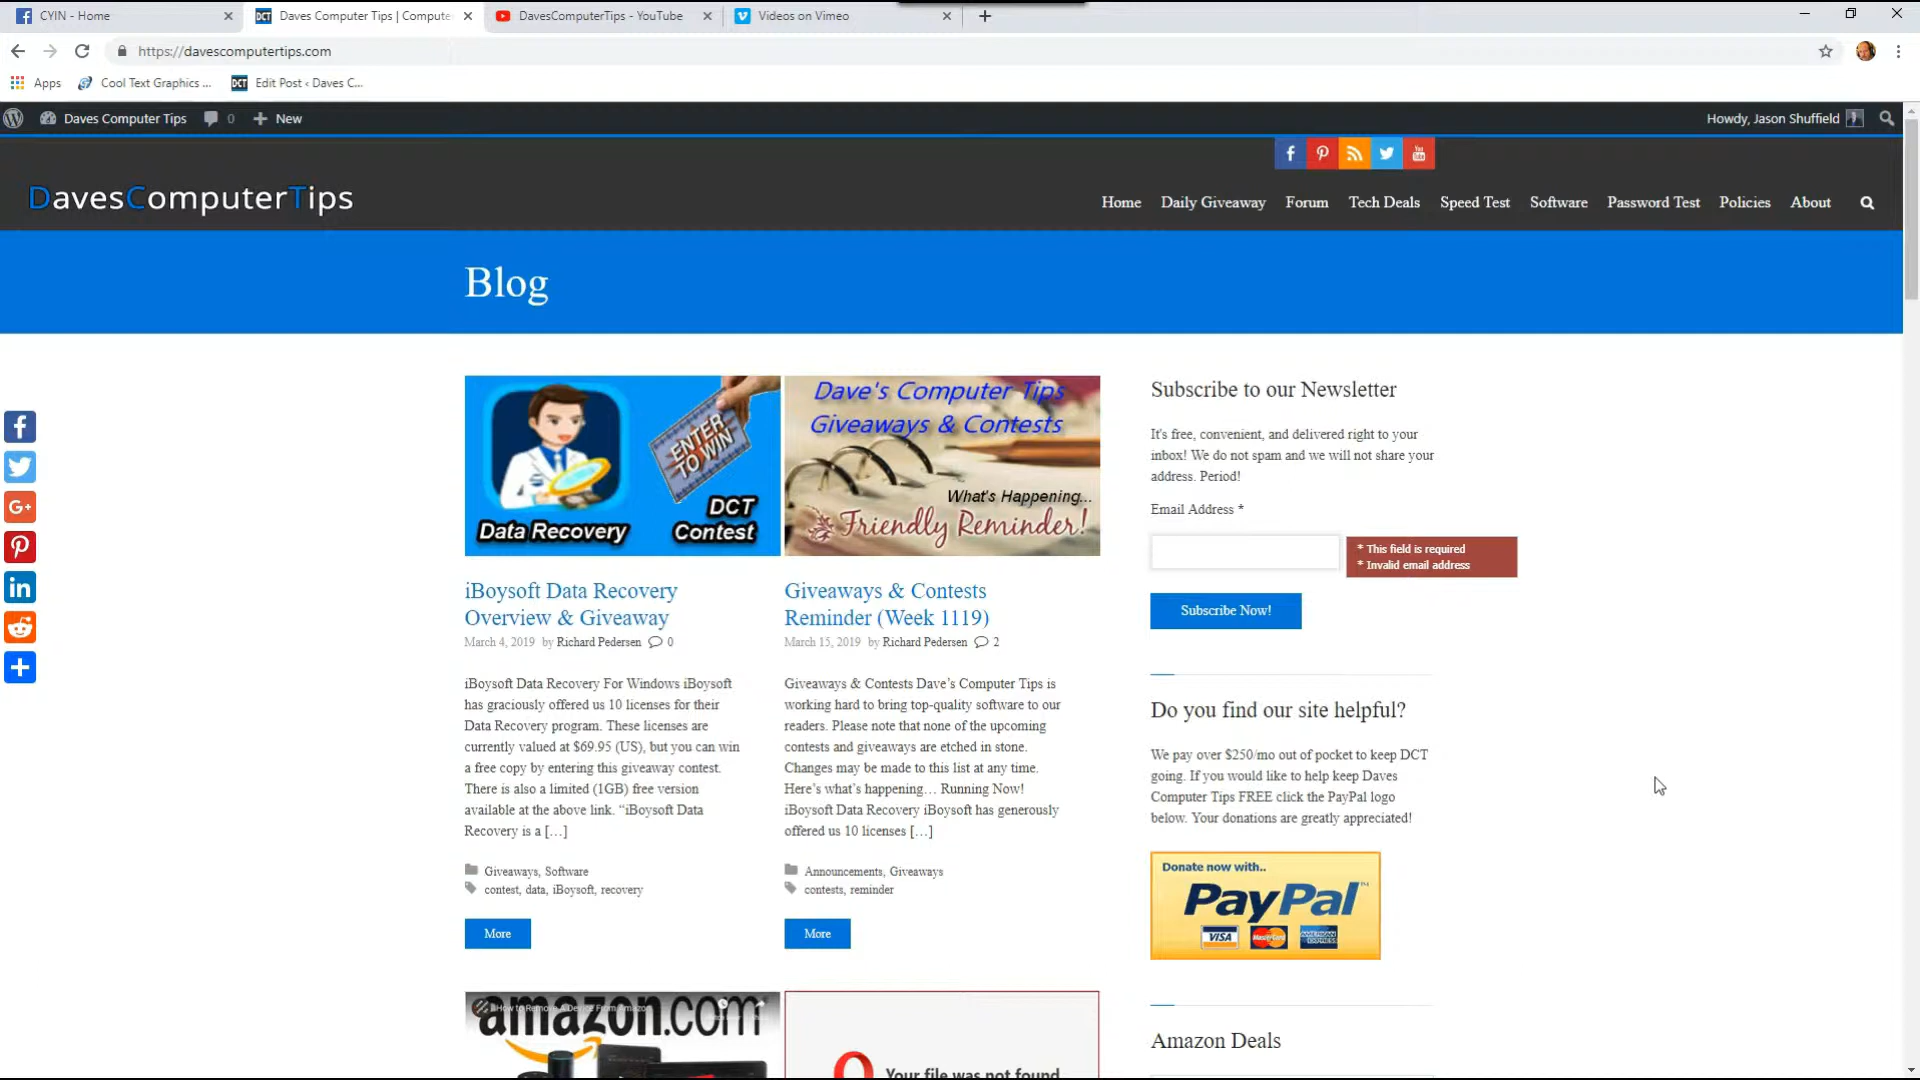 CYIN - Home
Daves Computer Tips | Compute
DavesComputerTips - YouTube
Videos on Vimeo
https://davescomputertips.com
Apps
Cool Text Graphics ...
Edit Post ‹ Daves C...
Daves Computer Tips
0
New
Howdy, Jason Shuffield
DavesComputerTips
Home
Daily Giveaway
Forum
Tech Deals
Speed Test
Software
Password Test
Policies
About
Blog
ENTER
TO WIN
Data Recovery
DCT
Contest
iBoysoft Data Recovery
Overview & Giveaway
March 4, 2019 by Richard Pedersen 0
iBoysoft Data Recovery For Windows iBoysoft
has graciously offered us 10 licenses for their
Data Recovery program. These licenses are
currently valued at $69.95 (US), but you can win
a free copy by entering this giveaway contest.
There is also a limited (1GB) free version
available at the above link. “iBoysoft Data
Recovery is a […]
Giveaways, Software
contest, data, iBoysoft, recovery
More
Dave's Computer Tips
Giveaways & Contests
What's Happening...
Friendly Reminder!
Giveaways & Contests
Reminder (Week 1119)
March 15, 2019 by Richard Pedersen 2
Giveaways & Contests Dave’s Computer Tips is
working hard to bring top-quality software to our
readers. Please note that none of the upcoming
contests and giveaways are etched in stone.
Changes may be made to this list at any time.
Here’s what’s happening… Running Now!
iBoysoft Data Recovery iBoysoft has generously
offered us 10 licenses […]
Announcements, Giveaways
contests, reminder
More
Subscribe to our Newsletter
It's free, convenient, and delivered right to your
inbox! We do not spam and we will not share your
address. Period!
Email Address *
* This field is required
* Invalid email address
Subscribe Now!
Do you find our site helpful?
We pay over $250/mo out of pocket to keep DCT
going. If you would like to help keep Daves
Computer Tips FREE click the PayPal logo
below. Your donations are greatly appreciated!
Donate now with..
PayPal
VISA MasterCard AMERICAN EXPRESS
Amazon Deals
How to Remove A Device From Amazon
amazon.com
Your file was not found